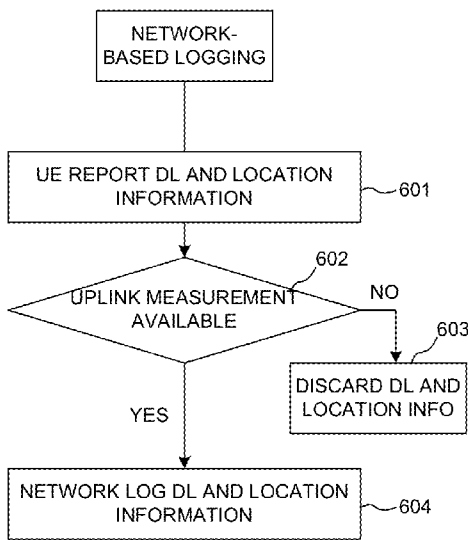 NETWORK-
BASED LOGGING
UE REPORT DL AND LOCATION
INFORMATION
601
602
UPLINK MEASUREMENT
AVAILABLE
NO
603
DISCARD DL AND
LOCATION INFO
YES
NETWORK LOG DL AND LOCATION
INFORMATION
604